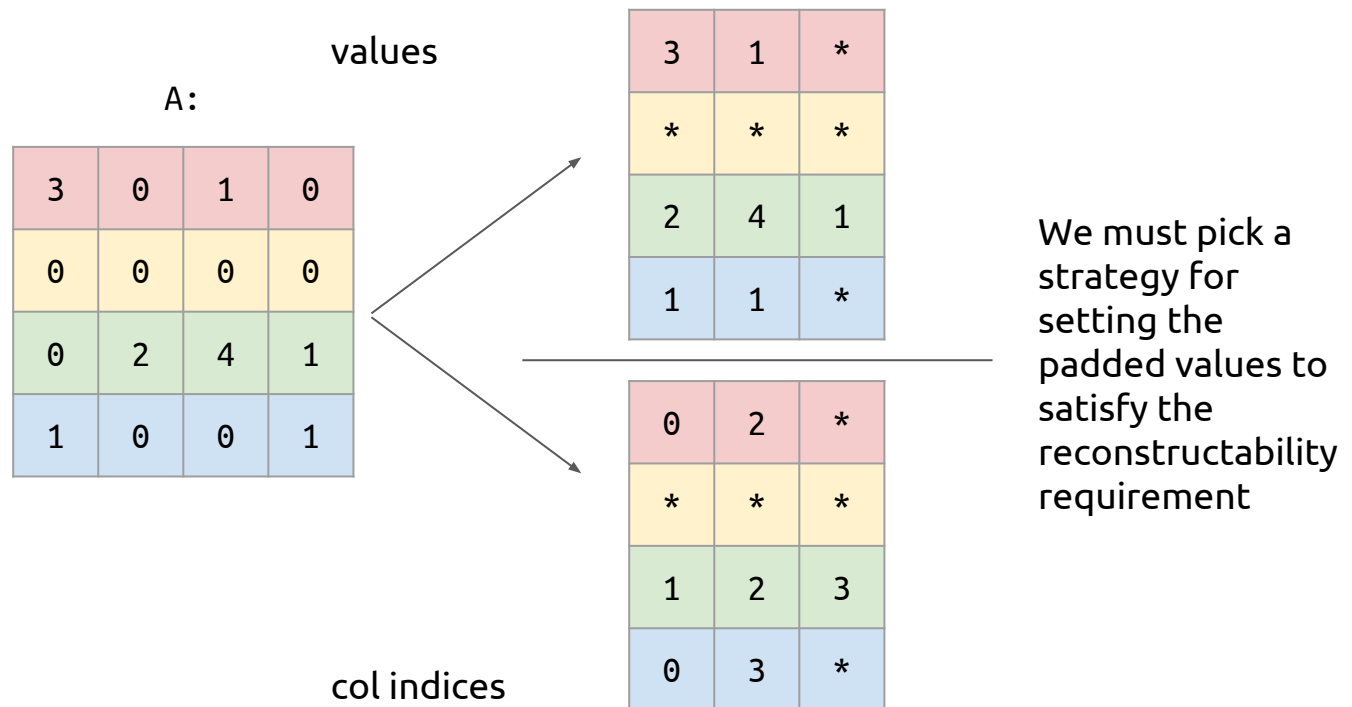 values
A:
3 0 1 0
0 0 0 0
0 2 4 1
1 0 0 1
3 1 *
* * *
2 4 1
1 1 *
0 2 *
* * *
1 2 3
0 3 *
col indices
We must pick a
strategy for
setting the
padded values to
satisfy the
reconstructability
requirement